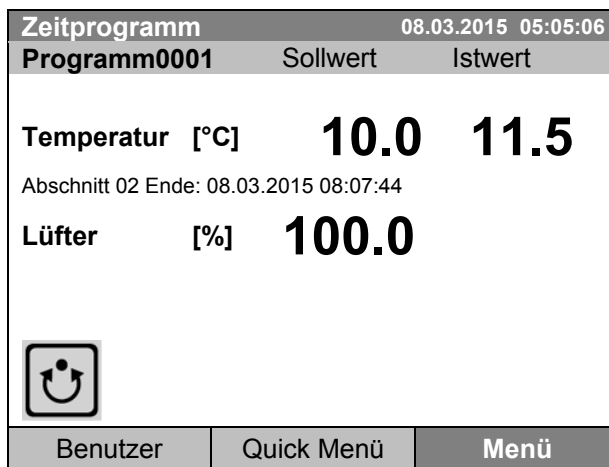 Zeitprogramm 08.03.2015 05:05:06
Programm0001 Sollwert Istwert
Temperatur [°C] 10.0 11.5
Abschnitt 02 Ende: 08.03.2015 08:07:44
Lüfter [%] 100.0
Benutzer Quick Menü Menü